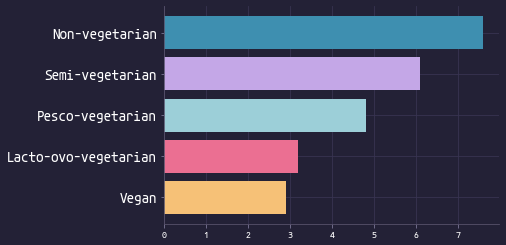 Non-vegetarian
Semi-vegetarian
Pesco-vegetarian
Lacto-ovo-vegetarian
Vegan
0 1 2 3 4 5 6 7